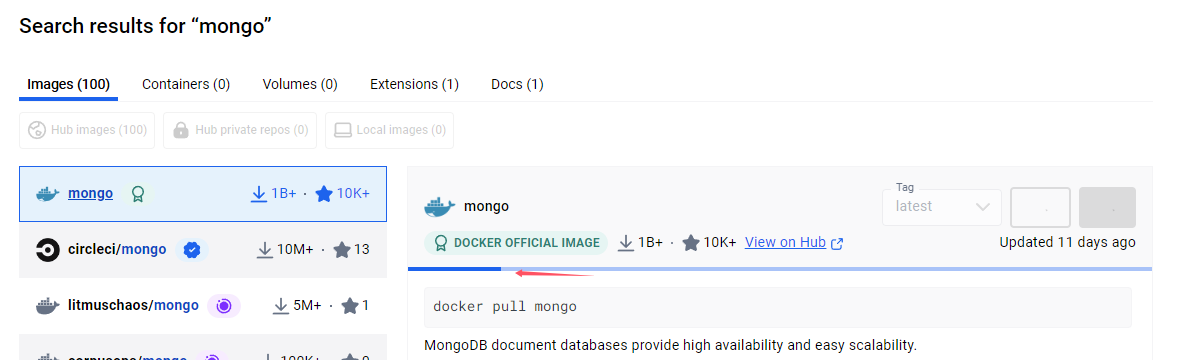 Search results for “mongo”
Images (100) Containers (0) Volumes (0) Extensions (1) Docs (1)
Hub images (100) Hub private repos (0) Local images (0)
mongo 1B+ · 10K+
circleci/mongo 10M+ · 13
litmuschaos/mongo 5M+ · 1
mongo
Tag
latest
DOCKER OFFICIAL IMAGE 1B+ · 10K+ View on Hub
Updated 11 days ago
docker pull mongo
MongoDB document databases provide high availability and easy scalability.